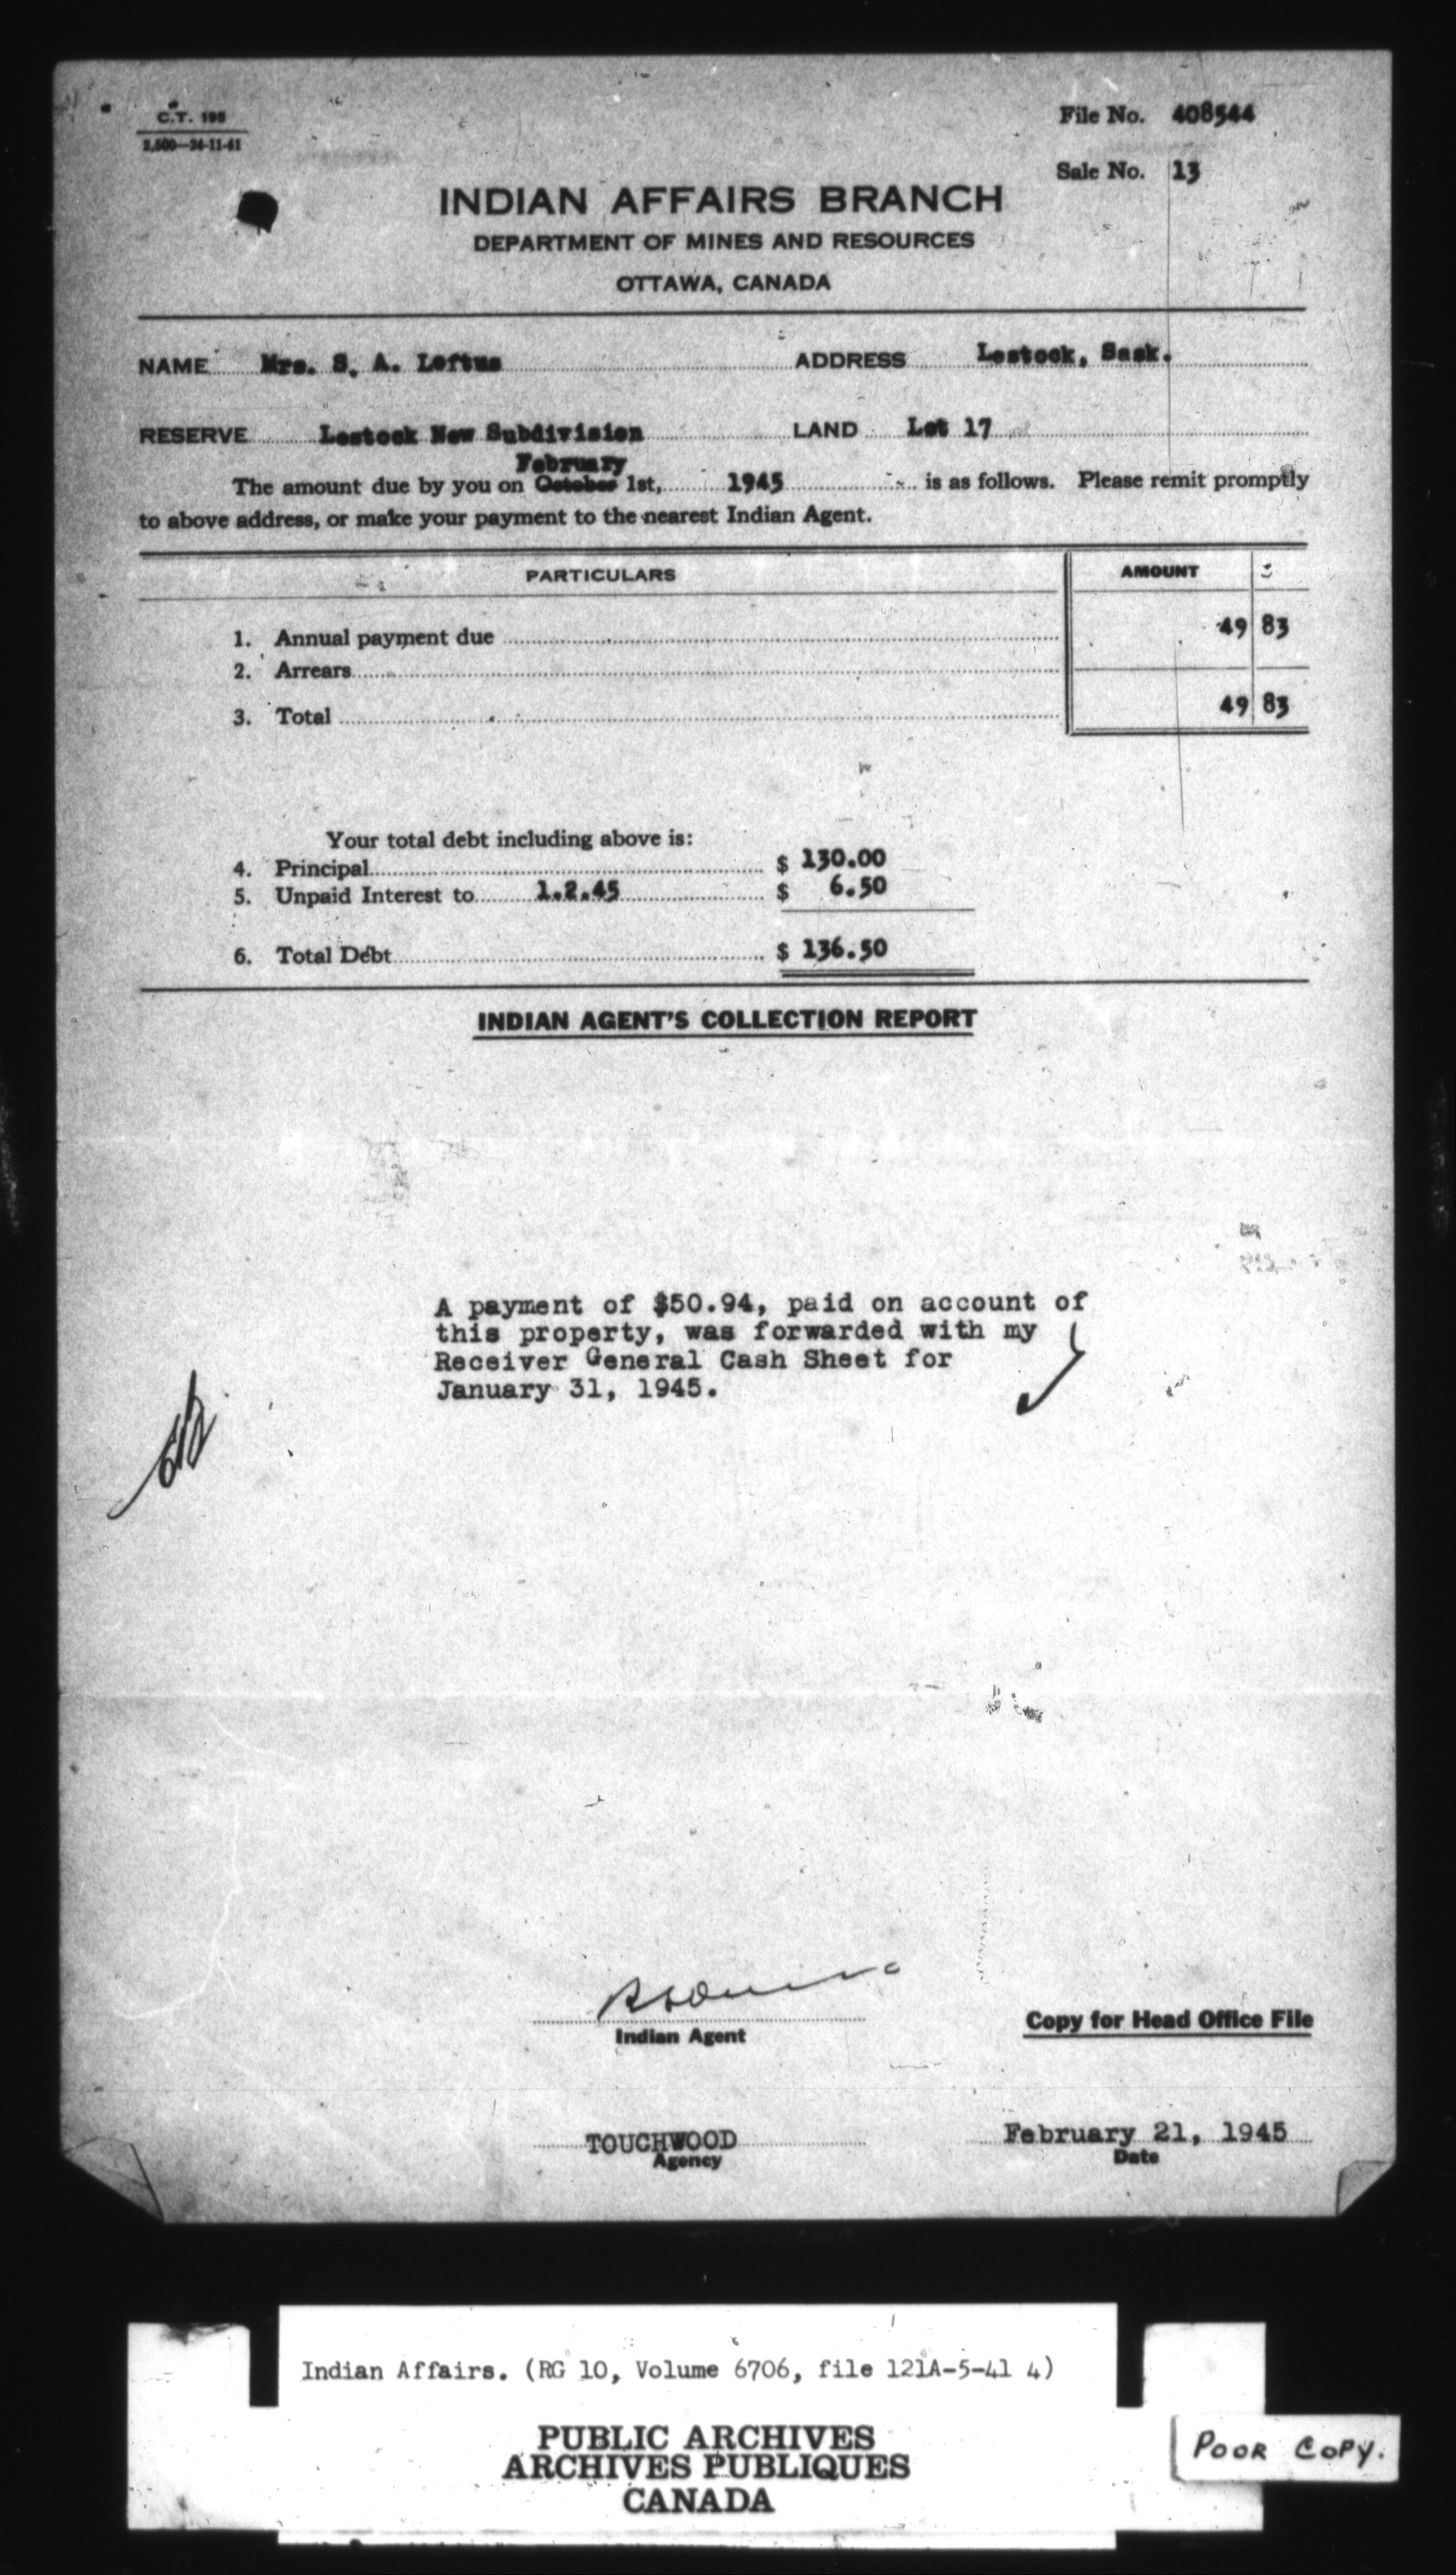 C.T. 195
2,500—24-11-41
File No. 408544
Sale No. 13
INDIAN AFFAIRS BRANCH
DEPARTMENT OF MINES AND RESOURCES
OTTAWA, CANADA
NAME Mrs. S. A. Loftus ADDRESS Lestock, Sask.
RESERVE Lestock New Subdivision LAND Lot 17
February
The amount due by you on October 1st, 1945 is as follows. Please remit promptly
to above address, or make your payment to the nearest Indian Agent.
PARTICULARS AMOUNT
1. Annual payment due 49 83
2. Arrears
3. Total 49 83
Your total debt including above is:
4. Principal $ 130.00
5. Unpaid Interest to 1.2.45 $ 6.50
6. Total Debt $ 136.50
INDIAN AGENT'S COLLECTION REPORT
A payment of $50.94, paid on account of
this property, was forwarded with my
Receiver General Cash Sheet for
January 31, 1945.
Indian Agent
Copy for Head Office File
TOUCHWOOD February 21, 1945
Agency Date
Indian Affairs. (RG 10, Volume 6706, file 121A-5-41 4)
PUBLIC ARCHIVES
ARCHIVES PUBLIQUES
CANADA
POOR COPY.